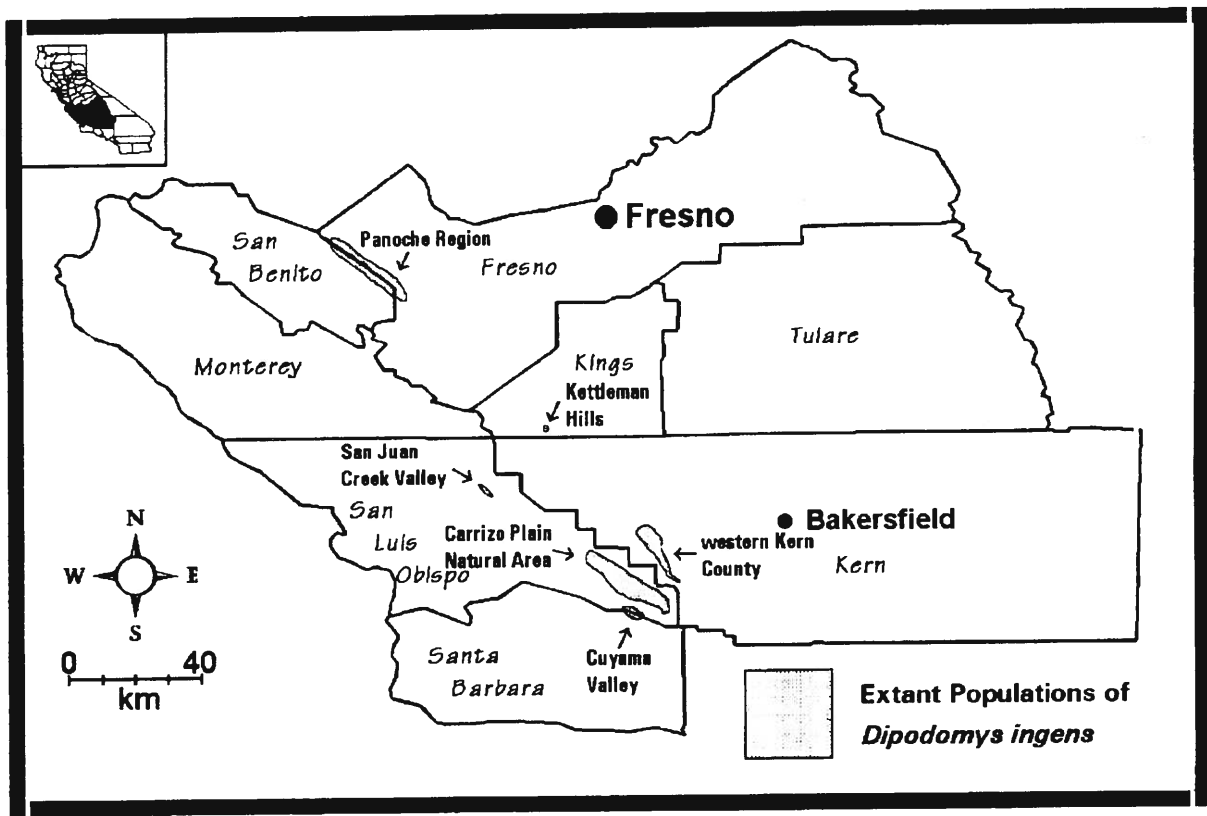 Fresno
San
Benito
Panoche Region
Fresno
Monterey
Kings
Kettleman
Hills
Tulare
San Juan
Creek Valley
San
Luis
Obispo
Carrizo Plain
Natural Area
western Kern
County
Bakersfield
Kern
N
W
E
S
0 40
km
Santa
Barbara
Cuyama
Valley
Extant Populations of
Dipodomys ingens